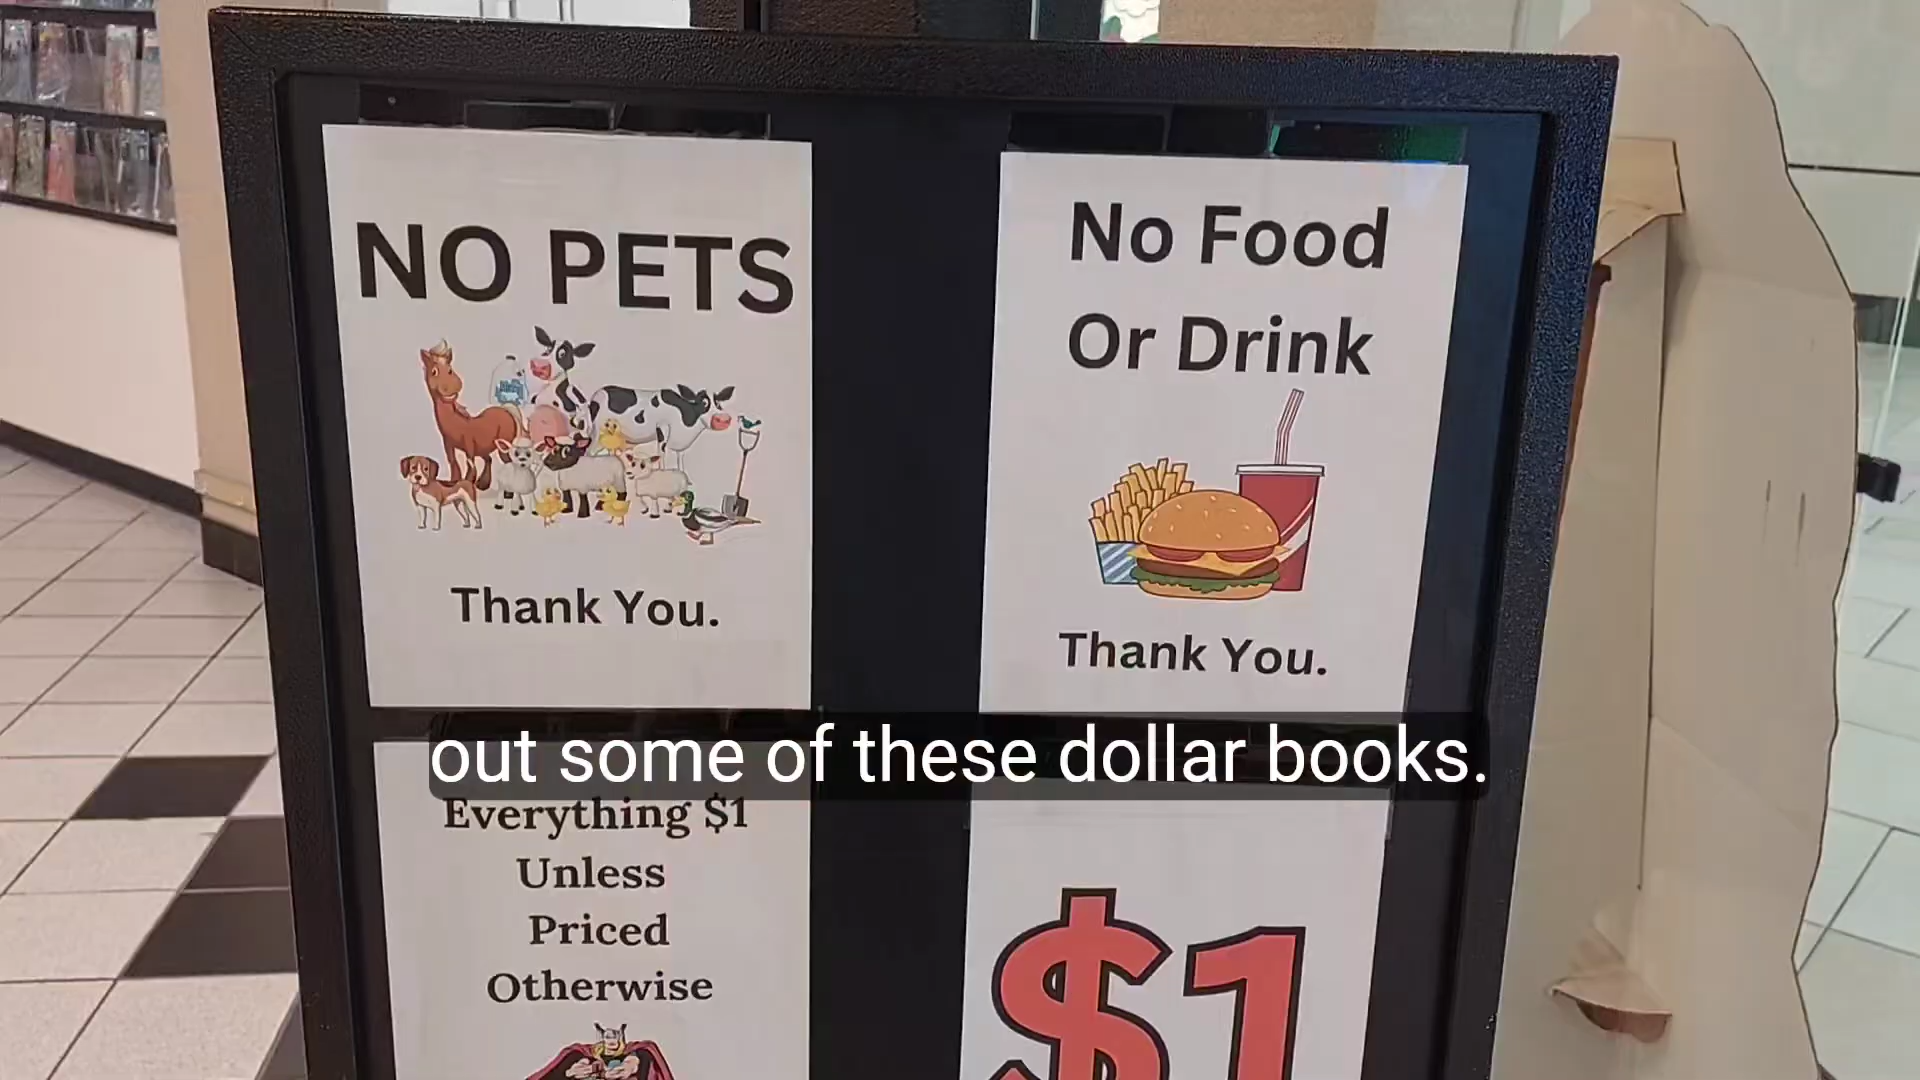 NO PETS
Thank You.
No Food
Or Drink
Thank You.
out some of these dollar books.
Everything $1
Unless
Priced
Otherwise
$1